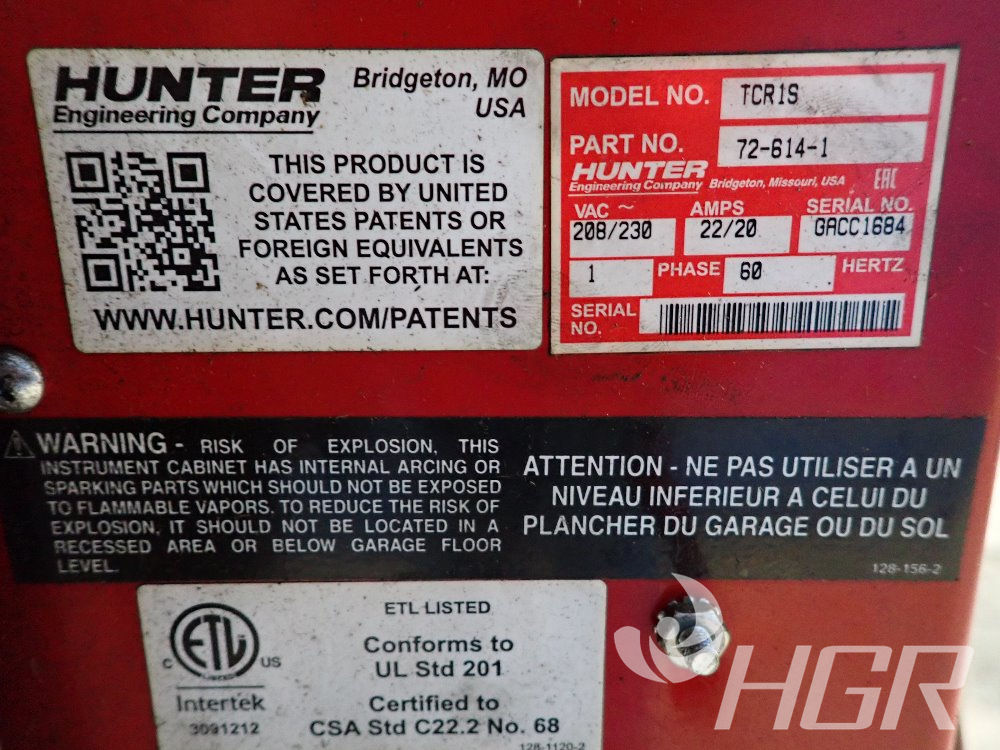 HUNTER
Engineering Company
Bridgeton, MO
USA
THIS PRODUCT IS
COVERED BY UNITED
STATES PATENTS OR
FOREIGN EQUIVALENTS
AS SET FORTH AT:
WWW.HUNTER.COM/PATENTS
MODEL NO. TCR1S
PART NO. 72-614-1
HUNTER
Engineering Company Bridgeton, Missouri, USA EAC
VAC ~ AMPS SERIAL NO.
208/230 22/20 GACC1684
1 PHASE 60 HERTZ
SERIAL
NO.
WARNING - RISK OF EXPLOSION, THIS
INSTRUMENT CABINET HAS INTERNAL ARCING OR
SPARKING PARTS WHICH SHOULD NOT BE EXPOSED
TO FLAMMABLE VAPORS. TO REDUCE THE RISK OF
EXPLOSION, IT SHOULD NOT BE LOCATED IN A
RECESSED AREA OR BELOW GARAGE FLOOR
LEVEL.
ATTENTION - NE PAS UTILISER A UN
NIVEAU INFERIEUR A CELUI DU
PLANCHER DU GARAGE OU DU SOL
128-156-2
C ETL US
LISTED
Intertek
3091212
ETL LISTED
Conforms to
UL Std 201
Certified to
CSA Std C22.2 No. 68
128-1120-2
HGR